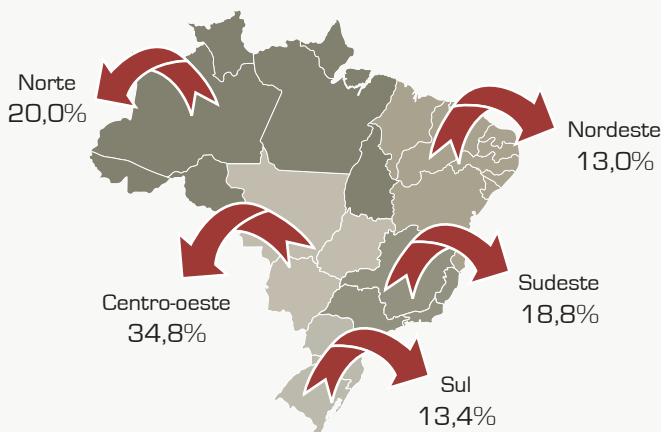 Norte
20,0%
Nordeste
13,0%
Centro-oeste
34,8%
Sudeste
18,8%
Sul
13,4%